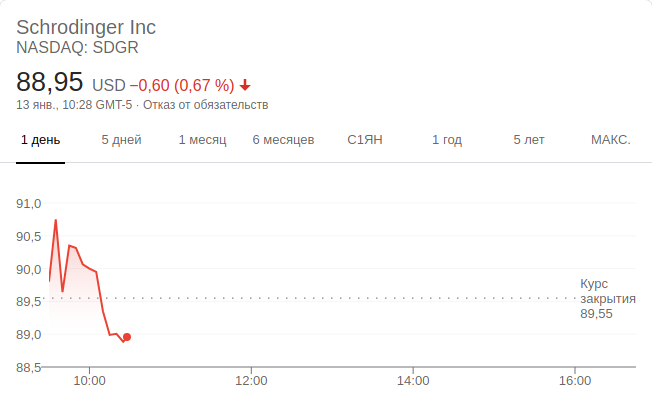 Schrodinger Inc
NASDAQ: SDGR
88,95 USD −0,60 (0,67 %)
13 янв., 10:28 GMT-5 · Отказ от обязательств
1 день 5 дней 1 месяц 6 месяцев С1ЯН 1 год 5 лет МАКС.
91,0
90,5
90,0
89,5
89,0
88,5
Курс
закрытия
89,55
10:00 12:00 14:00 16:00